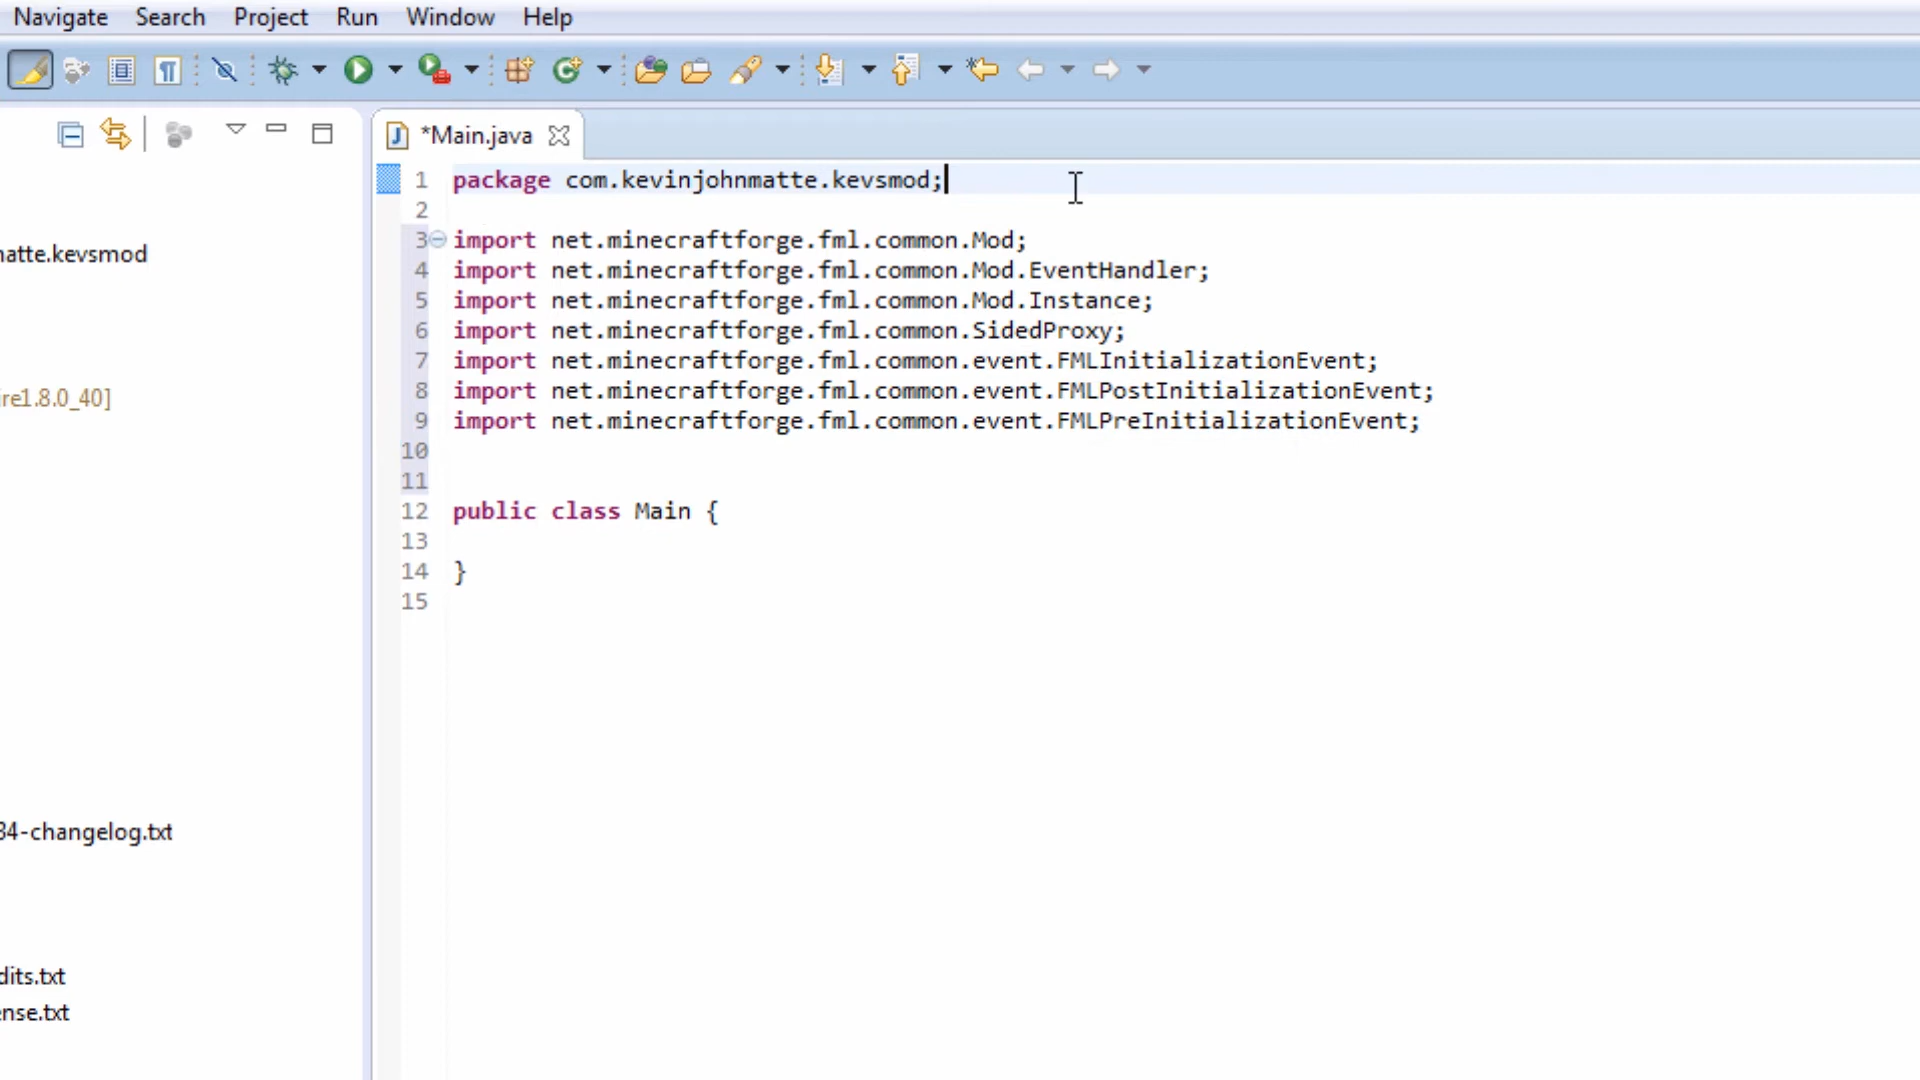 Navigate Search Project Run Window Help
*Main.java
atte.kevsmod
jre1.8.0_40]
34-changelog.txt
dits.txt
ense.txt
1 package com.kevinjohnmatte.kevsmod;
2
3 import net.minecraftforge.fml.common.Mod;
4 import net.minecraftforge.fml.common.Mod.EventHandler;
5 import net.minecraftforge.fml.common.Mod.Instance;
6 import net.minecraftforge.fml.common.SidedProxy;
7 import net.minecraftforge.fml.common.event.FMLInitializationEvent;
8 import net.minecraftforge.fml.common.event.FMLPostInitializationEvent;
9 import net.minecraftforge.fml.common.event.FMLPreInitializationEvent;
10
11
12 public class Main {
13
14 }
15